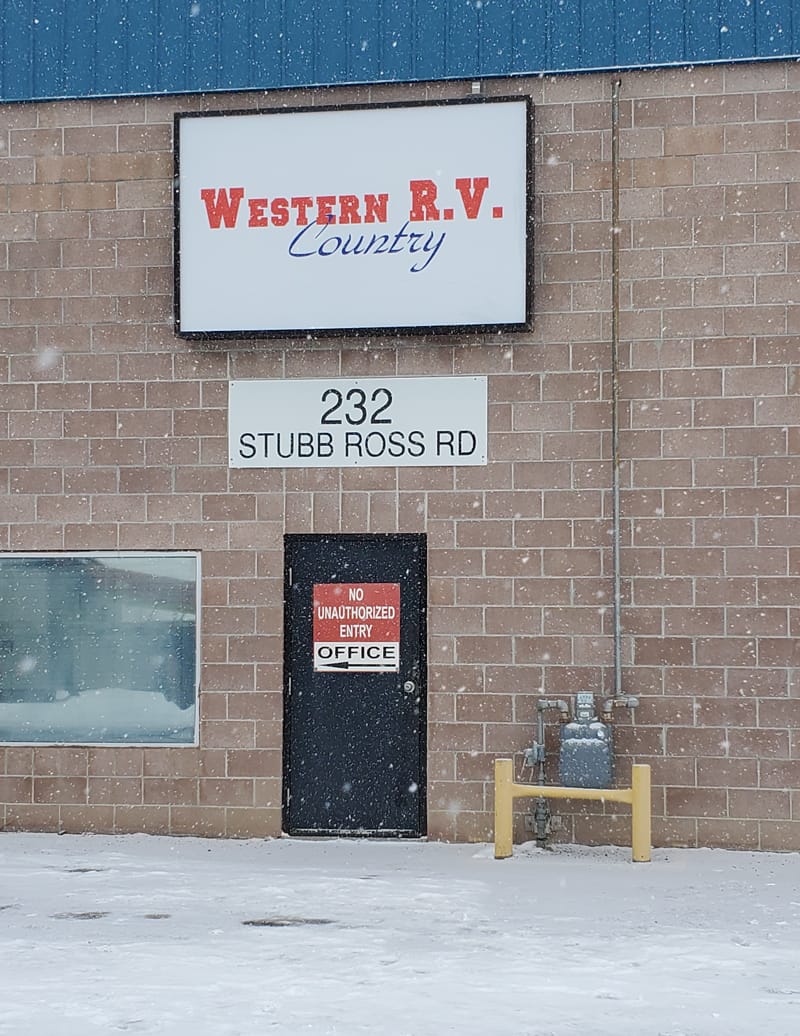 WESTERN R.V.
Country
232
STUBB ROSS RD
NO
UNAUTHORIZED
ENTRY
OFFICE